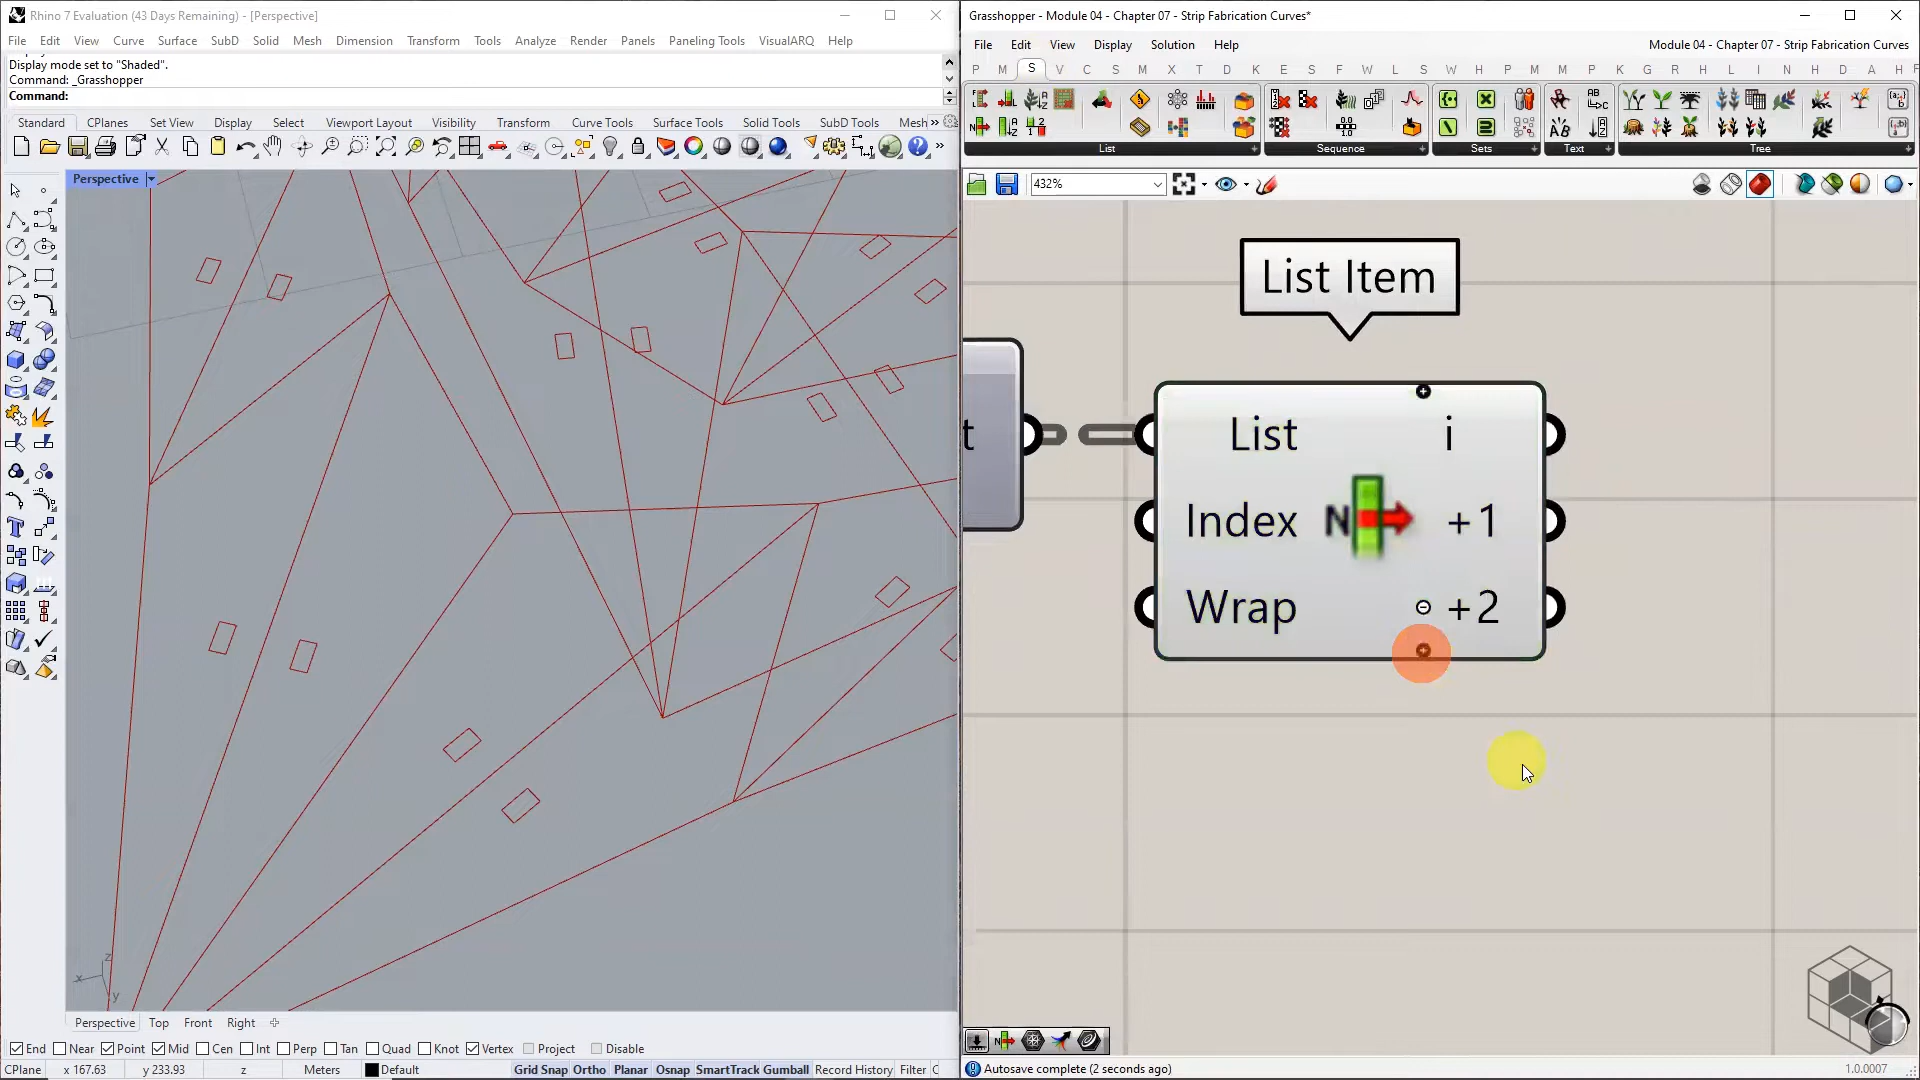 Rhino 7 Evaluation (43 Days Remaining) - [Perspective]
File Edit View Curve Surface SubD Solid Mesh Dimension Transform Tools Analyze Render Panels Paneling Tools VisualARQ Help
Display mode set to "Shaded".
Command: _Grasshopper
Command:
Standard CPlanes Set View Display Select Viewport Layout Visibility Transform Curve Tools Surface Tools Solid Tools SubD Tools Mesh »
Perspective
z
x
y
Perspective Top Front Right
End Near Point Mid Cen Int Perp Tan Quad Knot Vertex Project Disable
CPlane x 167.63 y 233.93 z Meters Default Grid Snap Ortho Planar Osnap SmartTrack Gumball Record History Filter C
Grasshopper - Module 04 - Chapter 07 - Strip Fabrication Curves*
File Edit View Display Solution Help Module 04 - Chapter 07 - Strip Fabrication Curves
P M S V C S M X T D K E S F W L S W H P M M P K G R H L I N H D A H F
List Sequence Sets Text Tree
432%
List Item
t
List i
Index N +1
Wrap +2
Autosave complete (2 seconds ago) 1.0.0007